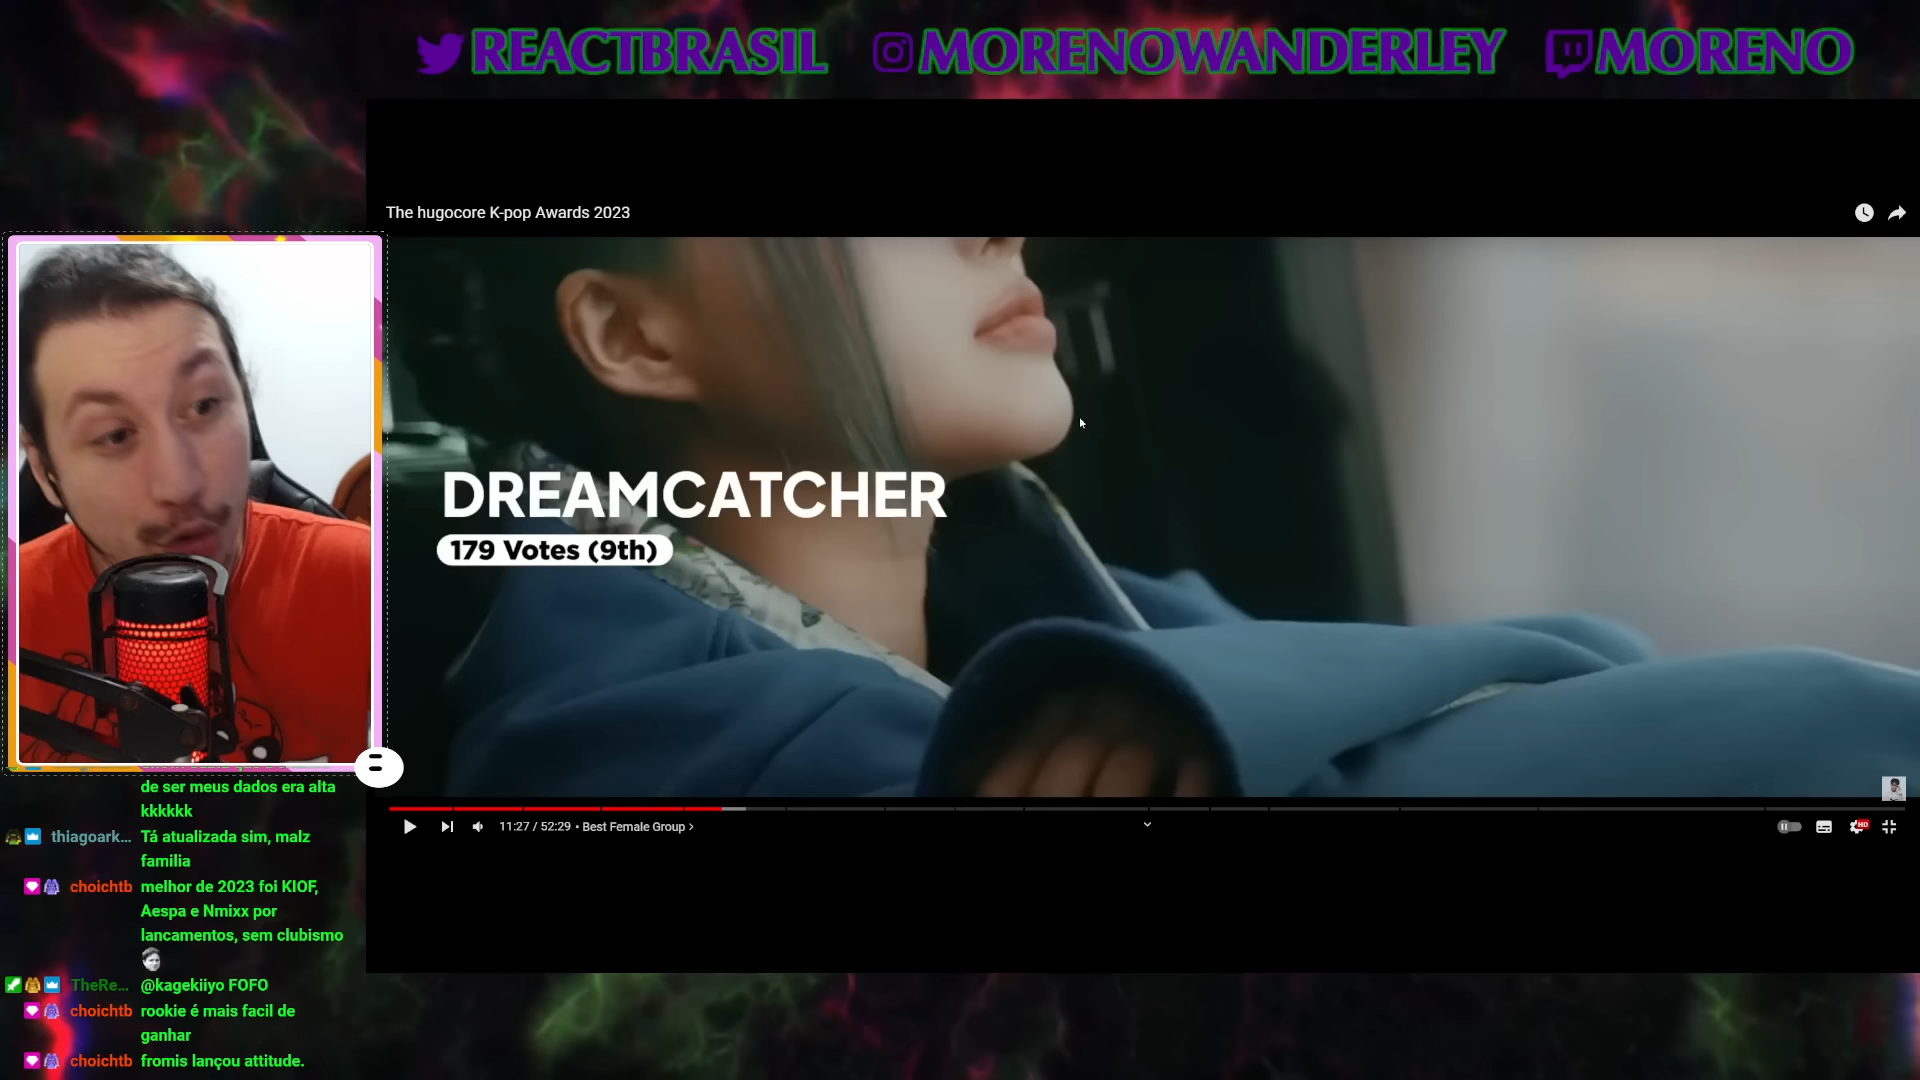 REACTBRASIL MORENOWANDERLEY MORENO
The hugocore K-pop Awards 2023
DREAMCATCHER
179 Votes (9th)
11:27 / 52:29 • Best Female Group
HD
de ser meus dados era alta
kkkkkk
thiagoark... Tá atualizada sim, malz
familia
choichtb melhor de 2023 foi KIOF,
Aespa e Nmixx por
lancamentos, sem clubismo
TheRe... @kagekiiyo FOFO
choichtb rookie é mais facil de
ganhar
choichtb fromis lançou attitude.